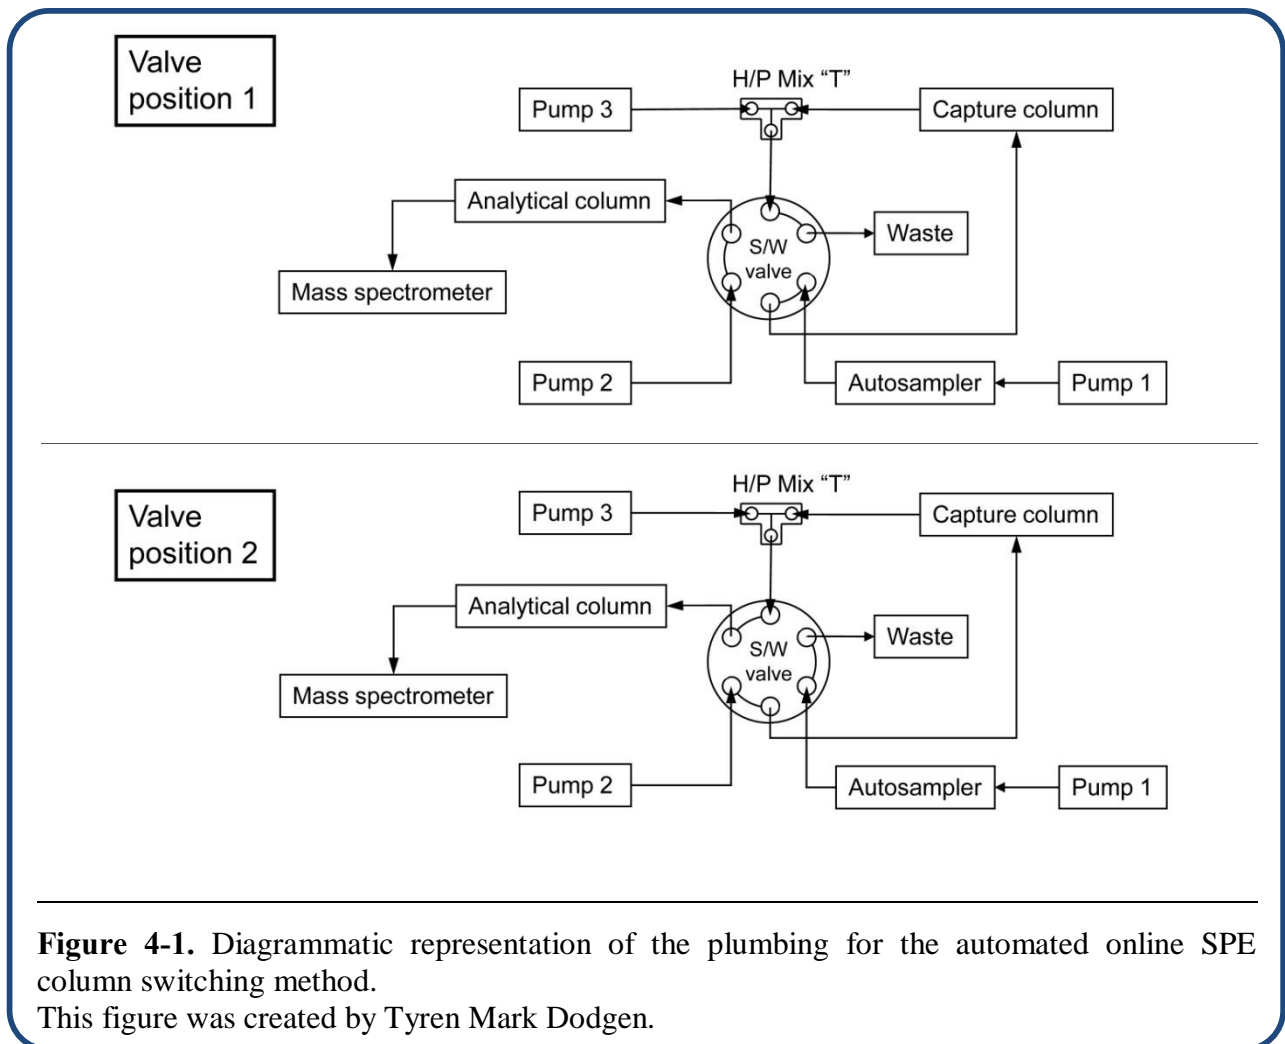 Valve
position 1
H/P Mix “T”
Pump 3
Capture column
Analytical column
S/W
valve
Waste
Mass spectrometer
Pump 2
Autosampler
Pump 1
Valve
position 2
H/P Mix “T”
Pump 3
Capture column
Analytical column
S/W
valve
Waste
Mass spectrometer
Pump 2
Autosampler
Pump 1
Figure 4-1. Diagrammatic representation of the plumbing for the automated online SPE
column switching method.
This figure was created by Tyren Mark Dodgen.